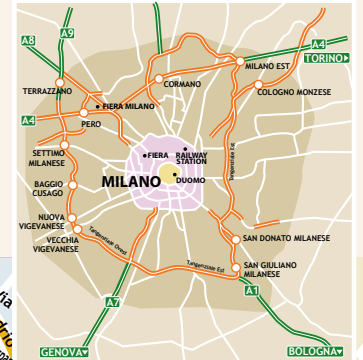 A8
A9
A4
TORINO
MILANO EST
TERRAZZANO
CORMANO
COLOGNO MONZESE
FIERA MILANO
A4
PERO
SETTIMO
MILANESE
FIERA
RAILWAY
STATION
Tangenziale Est
MILANO
DUOMO
BAGGIO
CUSAGO
NUOVA
VIGEVANESE
VECCHIA
VIGEVANESE
Tangenziale Ovest
SAN DONATO MILANESE
Tangenziale Est
SAN GIULIANO
MILANESE
A1
A7
GENOVA
BOLOGNA